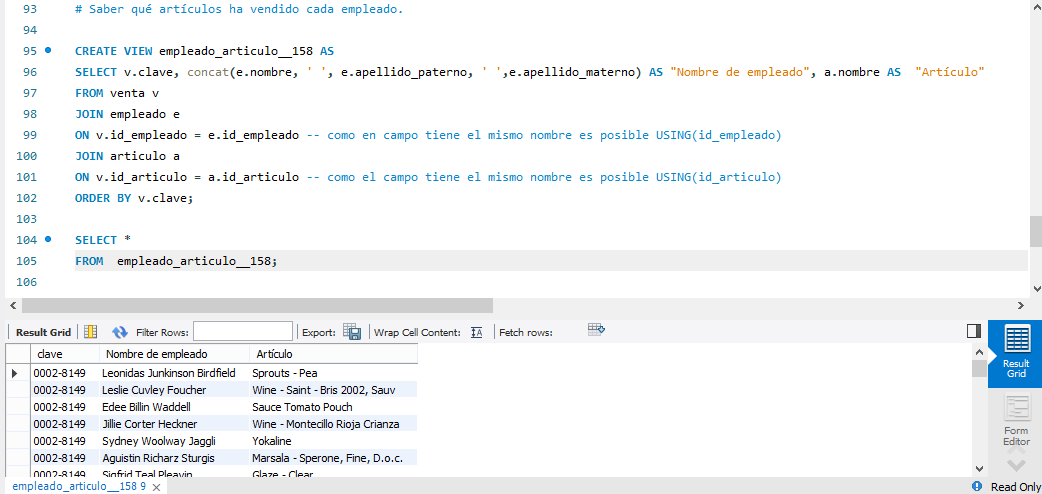 93 # Saber qué artículos ha vendido cada empleado.
94
95 CREATE VIEW empleado_articulo__158 AS
96 SELECT v.clave, concat(e.nombre, ' ', e.apellido_paterno, ' ',e.apellido_materno) AS "Nombre de empleado", a.nombre AS "Artículo"
97 FROM venta v
98 JOIN empleado e
99 ON v.id_empleado = e.id_empleado -- como en campo tiene el mismo nombre es posible USING(id_empleado)
100 JOIN articulo a
101 ON v.id_articulo = a.id_articulo -- como el campo tiene el mismo nombre es posible USING(id_articulo)
102 ORDER BY v.clave;
103
104 SELECT *
105 FROM empleado_articulo__158;
106
Result Grid Filter Rows: Export: Wrap Cell Content: Fetch rows:
clave Nombre de empleado Artículo
0002-8149 Leonidas Junkinson Birdfield Sprouts - Pea
0002-8149 Leslie Cuvley Foucher Wine - Saint - Bris 2002, Sauv
0002-8149 Edee Billin Waddell Sauce Tomato Pouch
0002-8149 Jillie Corter Heckner Wine - Montecillo Rioja Crianza
0002-8149 Sydney Woolway Jaggli Yokaline
0002-8149 Aguistin Richarz Sturgis Marsala - Sperone, Fine, D.o.c.
0002-8149 Sigfrid Teal Pleavin Glaze - Clear
Result
Grid
Form
Editor
empleado_articulo__158 9
Read Only